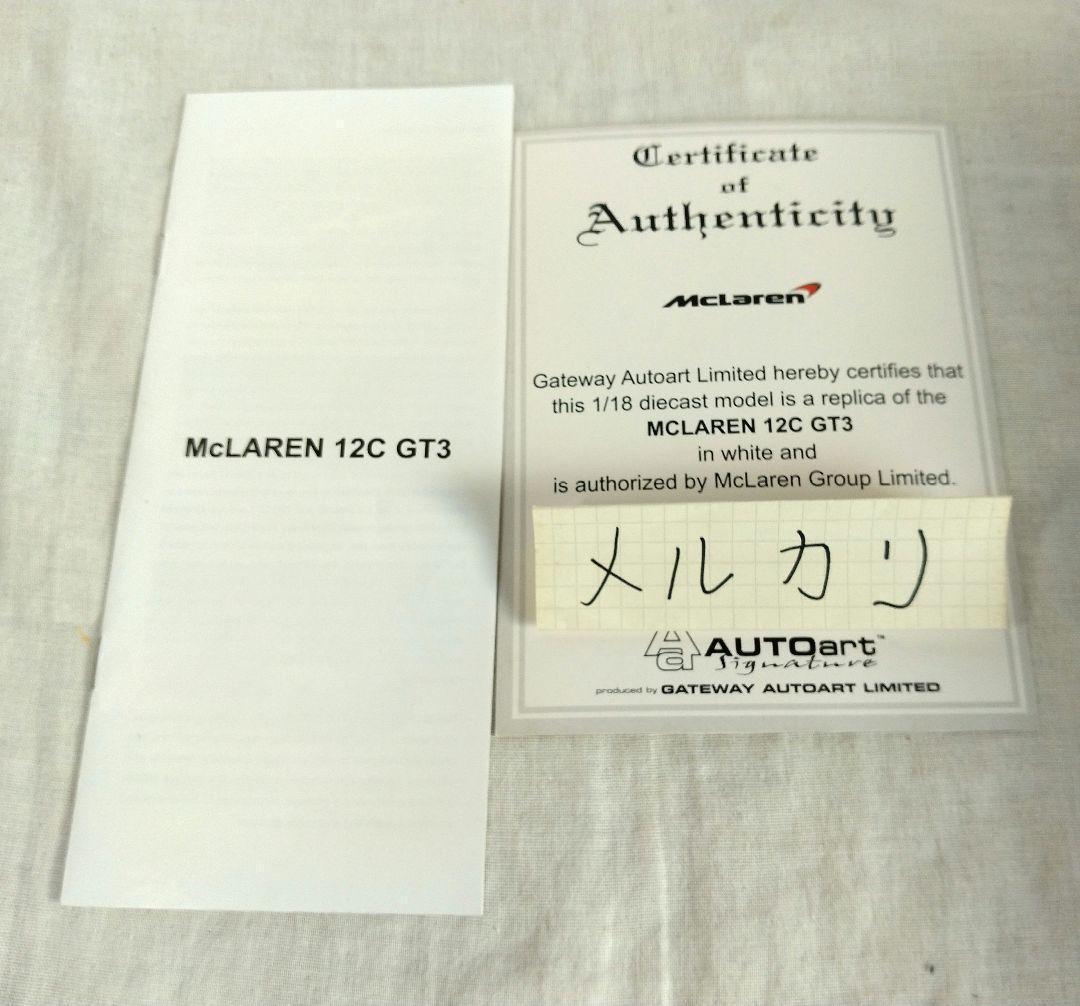 McLAREN 12C GT3
Certificate
of
Authenticity
McLaren
Gateway Autoart Limited hereby certifies that
this 1/18 diecast model is a replica of the
MCLAREN 12C GT3
in white and
is authorized by McLaren Group Limited.
メルカリ
AUTOart™
Signature
produced by GATEWAY AUTOART LIMITED